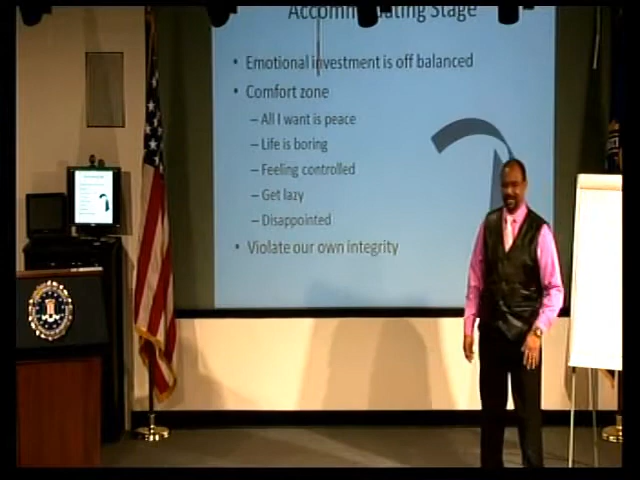 Accommodating Stage
• Emotional investment is off balanced
• Comfort zone
– All I want is peace
– Life is boring
– Feeling controlled
– Get lazy
– Disappointed
• Violate our own integrity